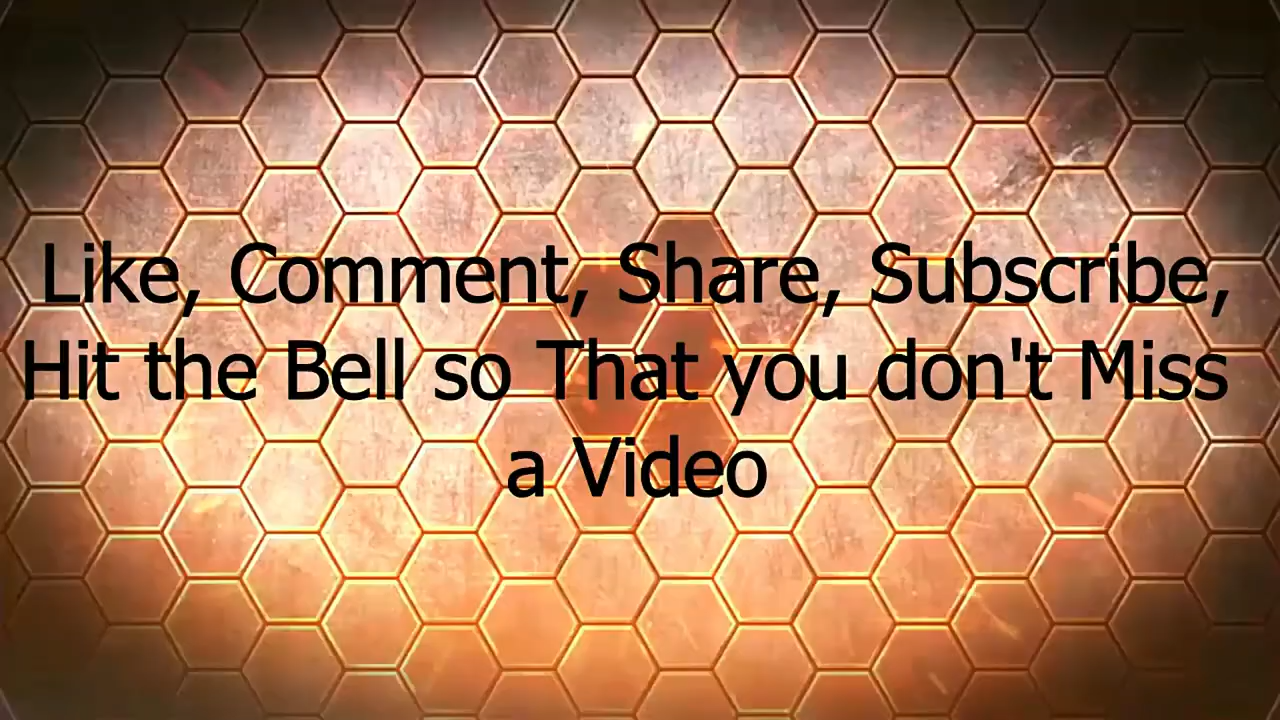 Like, Comment, Share, Subscribe,
Hit the Bell so That you don't Miss
a Video